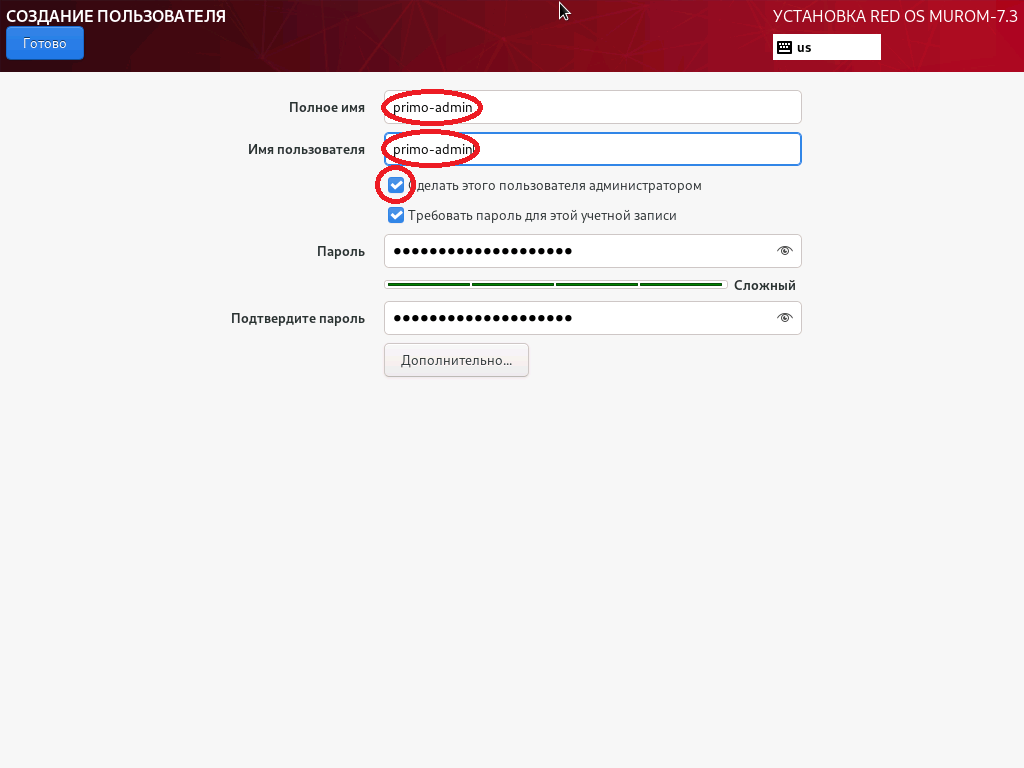 СОЗДАНИЕ ПОЛЬЗОВАТЕЛЯ
УСТАНОВКА RED OS MUROM-7.3
Готово
us
Полное имя
primo-admin
Имя пользователя
primo-admin
Сделать этого пользователя администратором
Требовать пароль для этой учетной записи
Пароль
●●●●●●●●●●●●●●●●●●●●
Сложный
Подтвердите пароль
●●●●●●●●●●●●●●●●●●●●
Дополнительно...